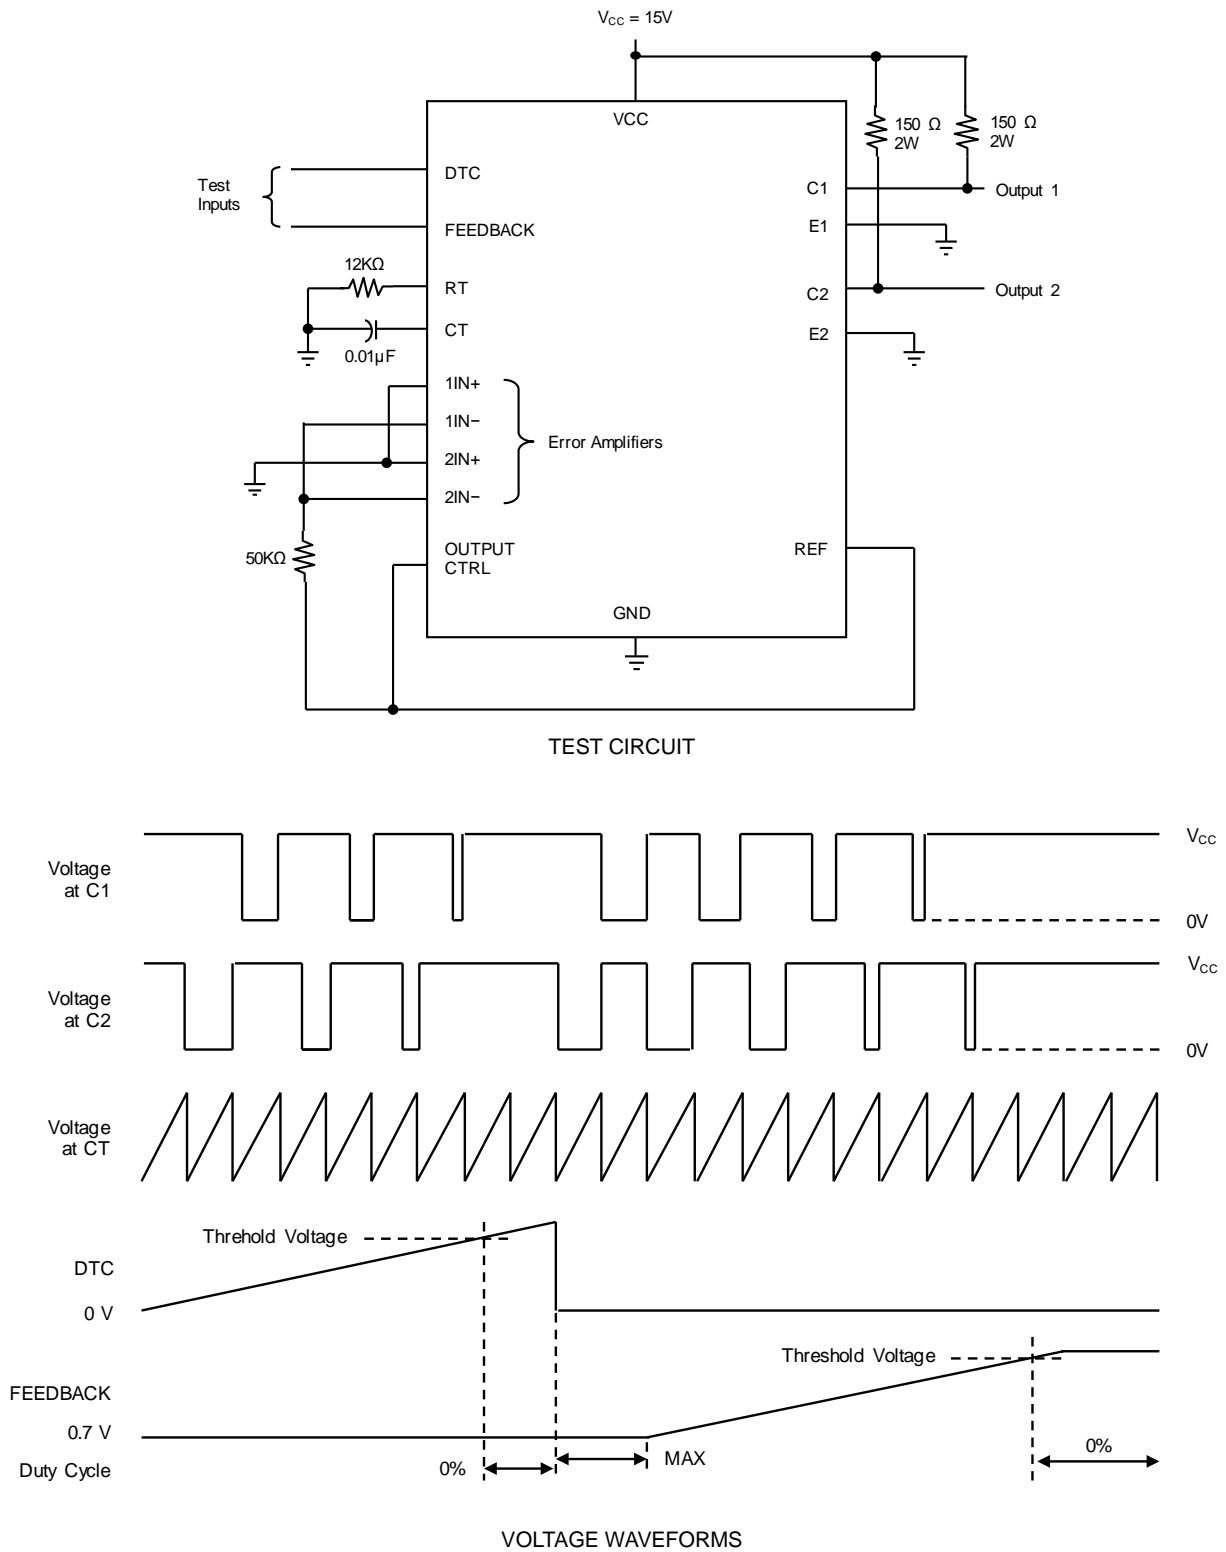 VCC = 15V
VCC
150 Ω
2W
150 Ω
2W
Test
Inputs
DTC
FEEDBACK
C1
Output 1
E1
12KΩ
RT
C2
Output 2
CT
0.01µF
E2
1IN+
1IN−
Error Amplifiers
2IN+
2IN−
50KΩ
OUTPUT
CTRL
REF
GND
TEST CIRCUIT
Voltage
at C1
VCC
0V
Voltage
at C2
VCC
0V
Voltage
at CT
Threhold Voltage
DTC
0 V
Threshold Voltage
FEEDBACK
0.7 V
Duty Cycle
0%
MAX
0%
VOLTAGE WAVEFORMS